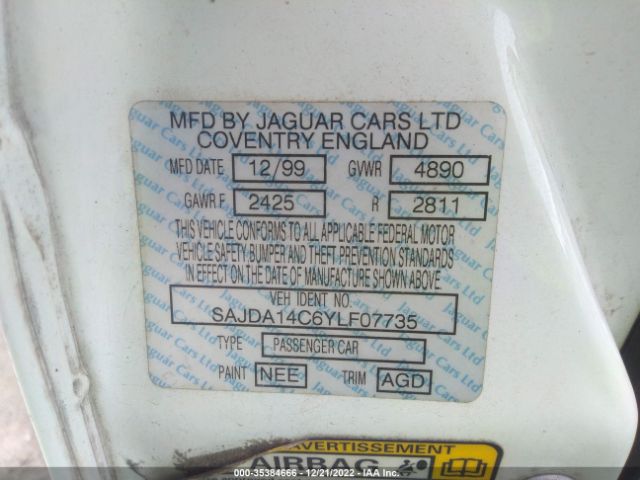 MFD BY JAGUAR CARS LTD
COVENTRY ENGLAND
MFD DATE 12/99 GVWR 4890
GAWR F. 2425 R 2811
THIS VEHICLE CONFORMS TO ALL APPLICABLE FEDERAL MOTOR
VEHICLE SAFETY, BUMPER AND THEFT PREVENTION STANDARDS
IN EFFECT ON THE DATE OF MANUFACTURE SHOWN ABOVE
VEH IDENT NO.
SAJDA14C6YLF07735
TYPE PASSENGER CAR
PAINT NEE TRIM AGD
AVERTISSEMENT
AIRBAG
000-35384666 - 12/21/2022 - IAA Inc.